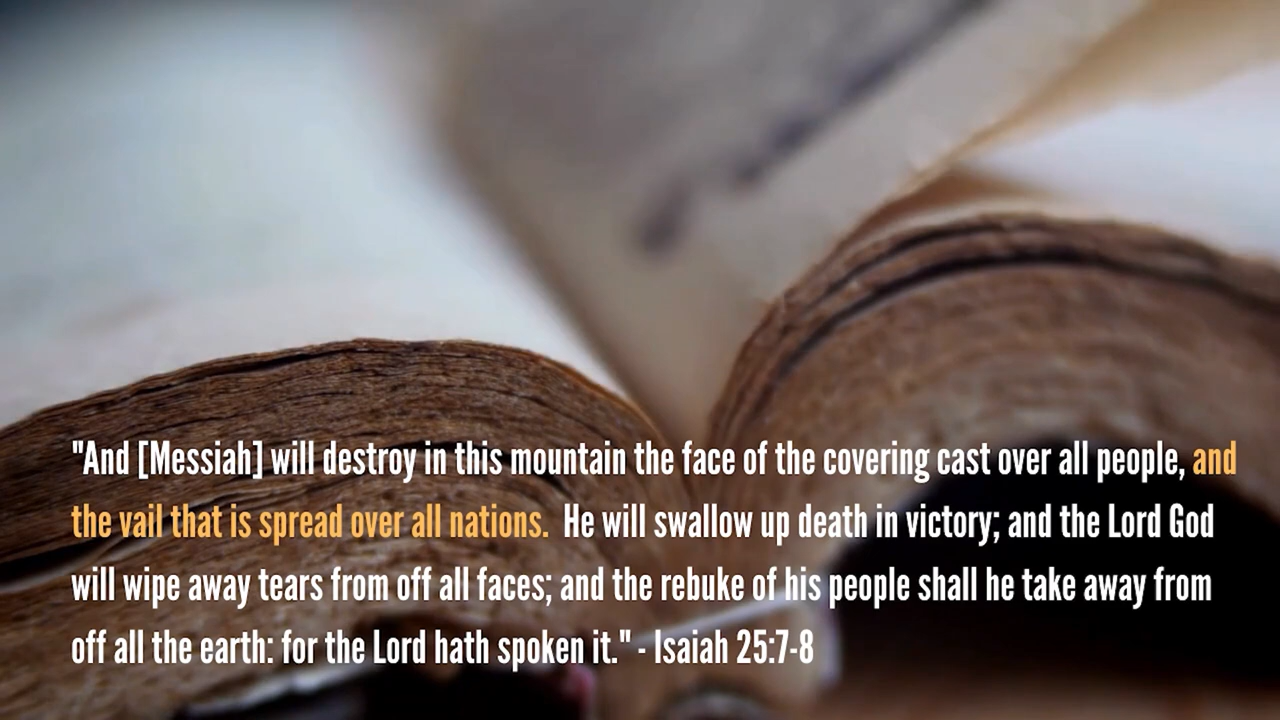 "And [Messiah] will destroy in this mountain the face of the covering cast over all people, and
the vail that is spread over all nations.  He will swallow up death in victory; and the Lord God
will wipe away tears from off all faces; and the rebuke of his people shall he take away from
off all the earth: for the Lord hath spoken it." - Isaiah 25:7-8